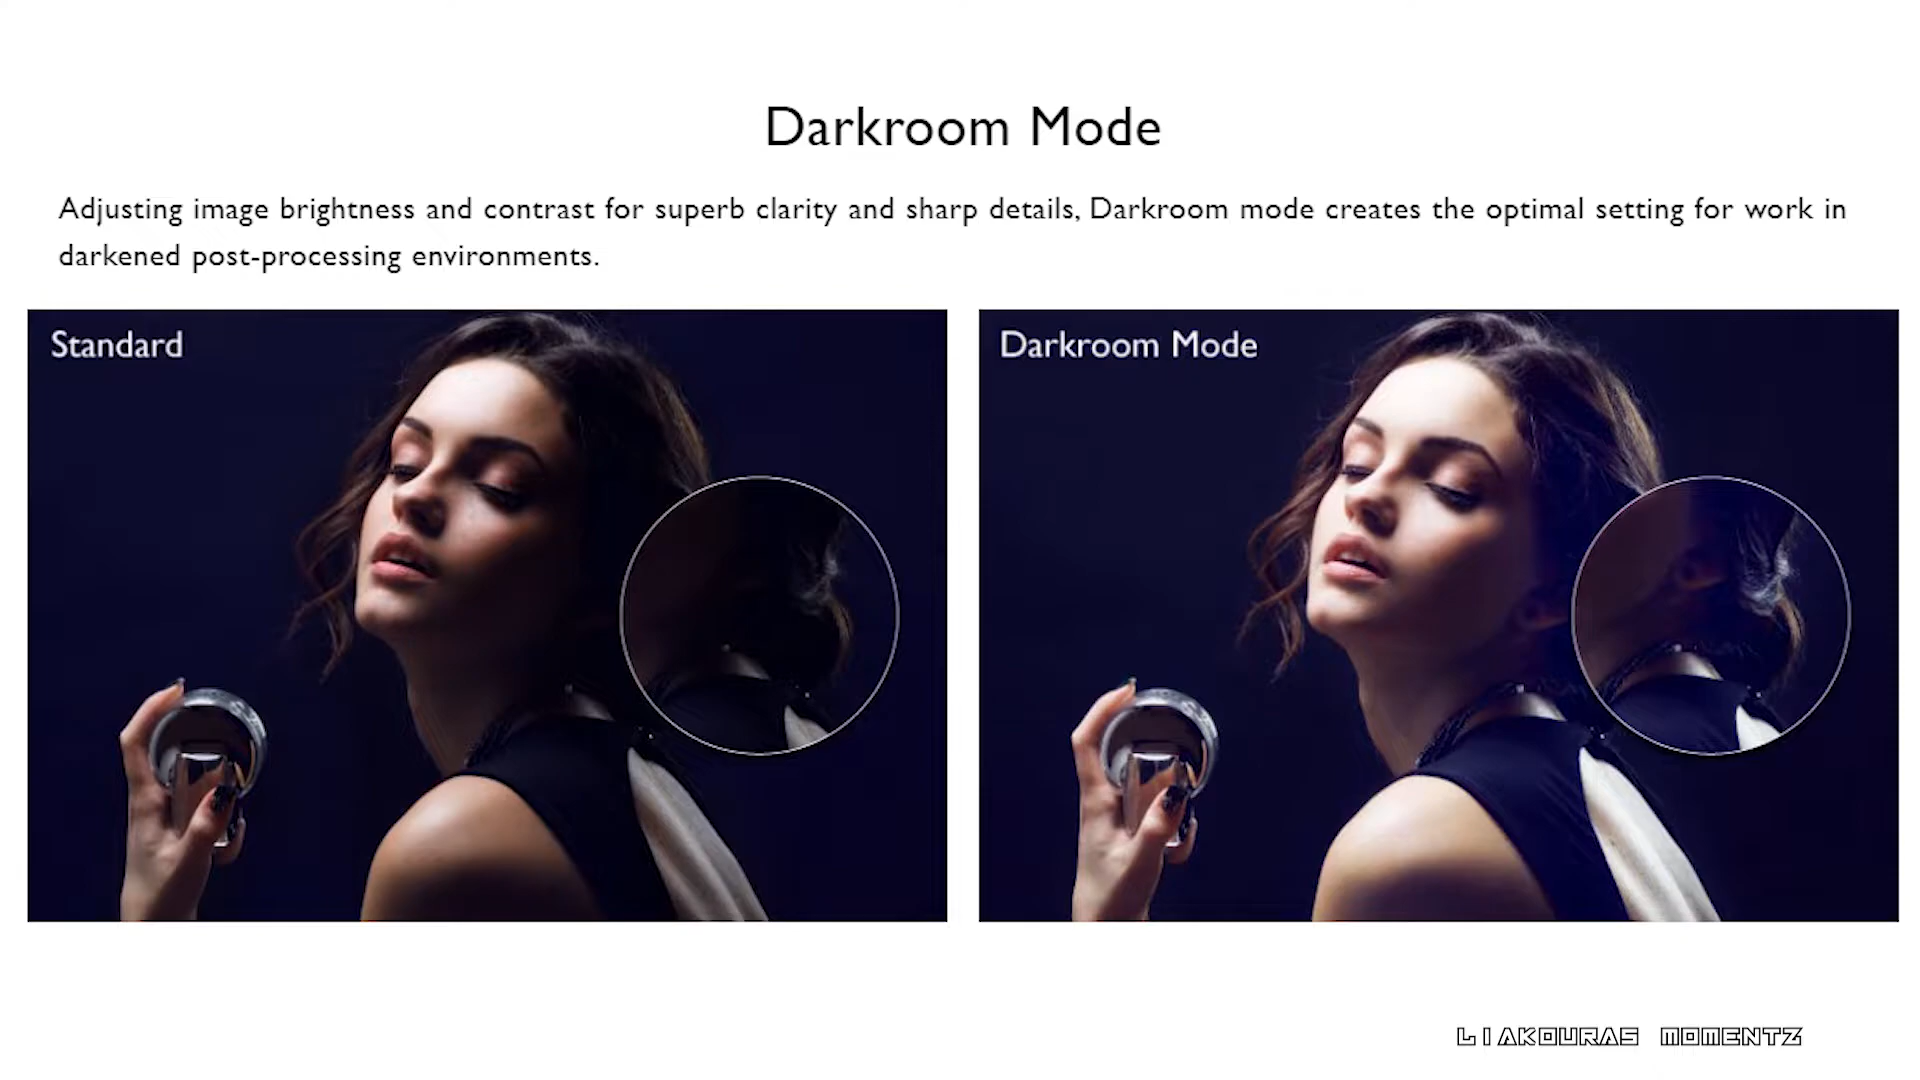 Darkroom Mode
Adjusting image brightness and contrast for superb clarity and sharp details, Darkroom mode creates the optimal setting for work in
darkened post-processing environments.
Standard
Darkroom Mode
LIAKOURAS MOMENTZ